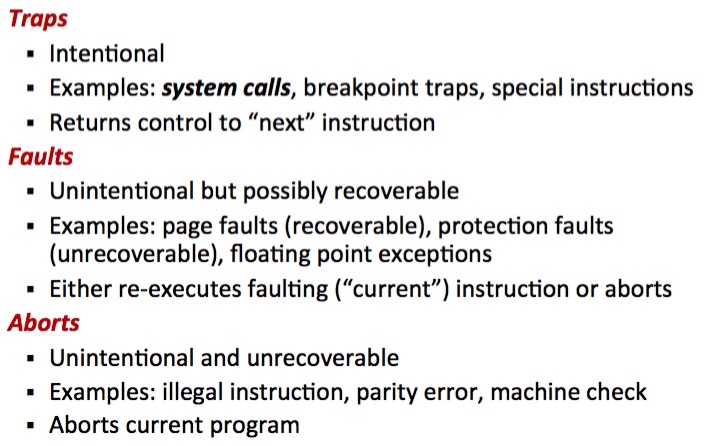 Traps
▪ Intentional
▪ Examples: system calls, breakpoint traps, special instructions
▪ Returns control to “next” instruction
Faults
▪ Unintentional but possibly recoverable
▪ Examples: page faults (recoverable), protection faults
(unrecoverable), floating point exceptions
▪ Either re-executes faulting (“current”) instruction or aborts
Aborts
▪ Unintentional and unrecoverable
▪ Examples: illegal instruction, parity error, machine check
▪ Aborts current program